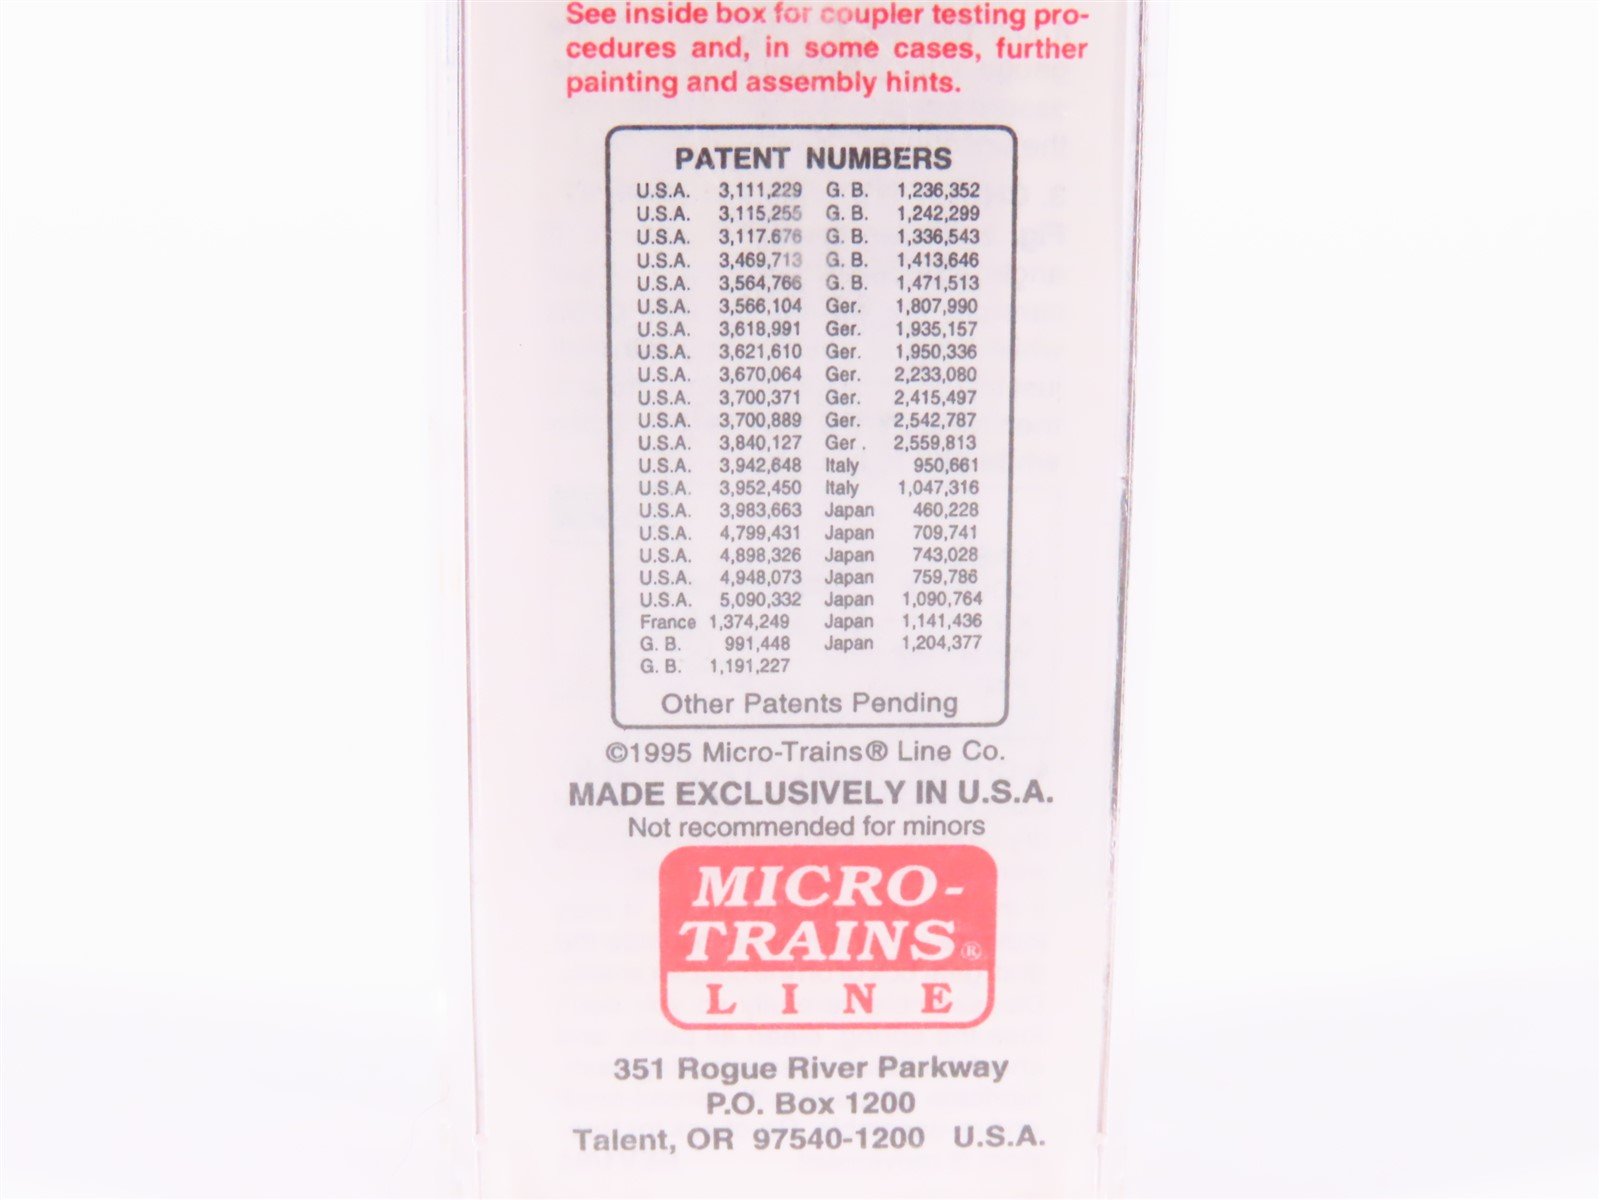 See inside box for coupler testing pro-
cedures and, in some cases, further
painting and assembly hints.
PATENT NUMBERS
U.S.A. 3,111,229 G. B. 1,236,352
U.S.A. 3,115,255 G. B. 1,242,299
U.S.A. 3,117.676 G. B. 1,336,543
U.S.A. 3,469,713 G. B. 1,413,646
U.S.A. 3,564,766 G. B. 1,471,513
U.S.A. 3,566,104 Ger. 1,807,990
U.S.A. 3,618,991 Ger. 1,935,157
U.S.A. 3,621,610 Ger. 1,950,336
U.S.A. 3,670,064 Ger. 2,233,080
U.S.A. 3,700,371 Ger. 2,415,497
U.S.A. 3,700,889 Ger. 2,542,787
U.S.A. 3,840,127 Ger . 2,559,813
U.S.A. 3,942,648 Italy 950,661
U.S.A. 3,952,450 Italy 1,047,316
U.S.A. 3,983,663 Japan 460,228
U.S.A. 4,799,431 Japan 709,741
U.S.A. 4,898,326 Japan 743,028
U.S.A. 4,948,073 Japan 759,786
U.S.A. 5,090,332 Japan 1,090,764
France 1,374,249 Japan 1,141,436
G. B. 991,448 Japan 1,204,377
G. B. 1,191,227
Other Patents Pending
©1995 Micro-Trains® Line Co.
MADE EXCLUSIVELY IN U.S.A.
Not recommended for minors
MICRO-
TRAINS®
LINE
351 Rogue River Parkway
P.O. Box 1200
Talent, OR 97540-1200 U.S.A.